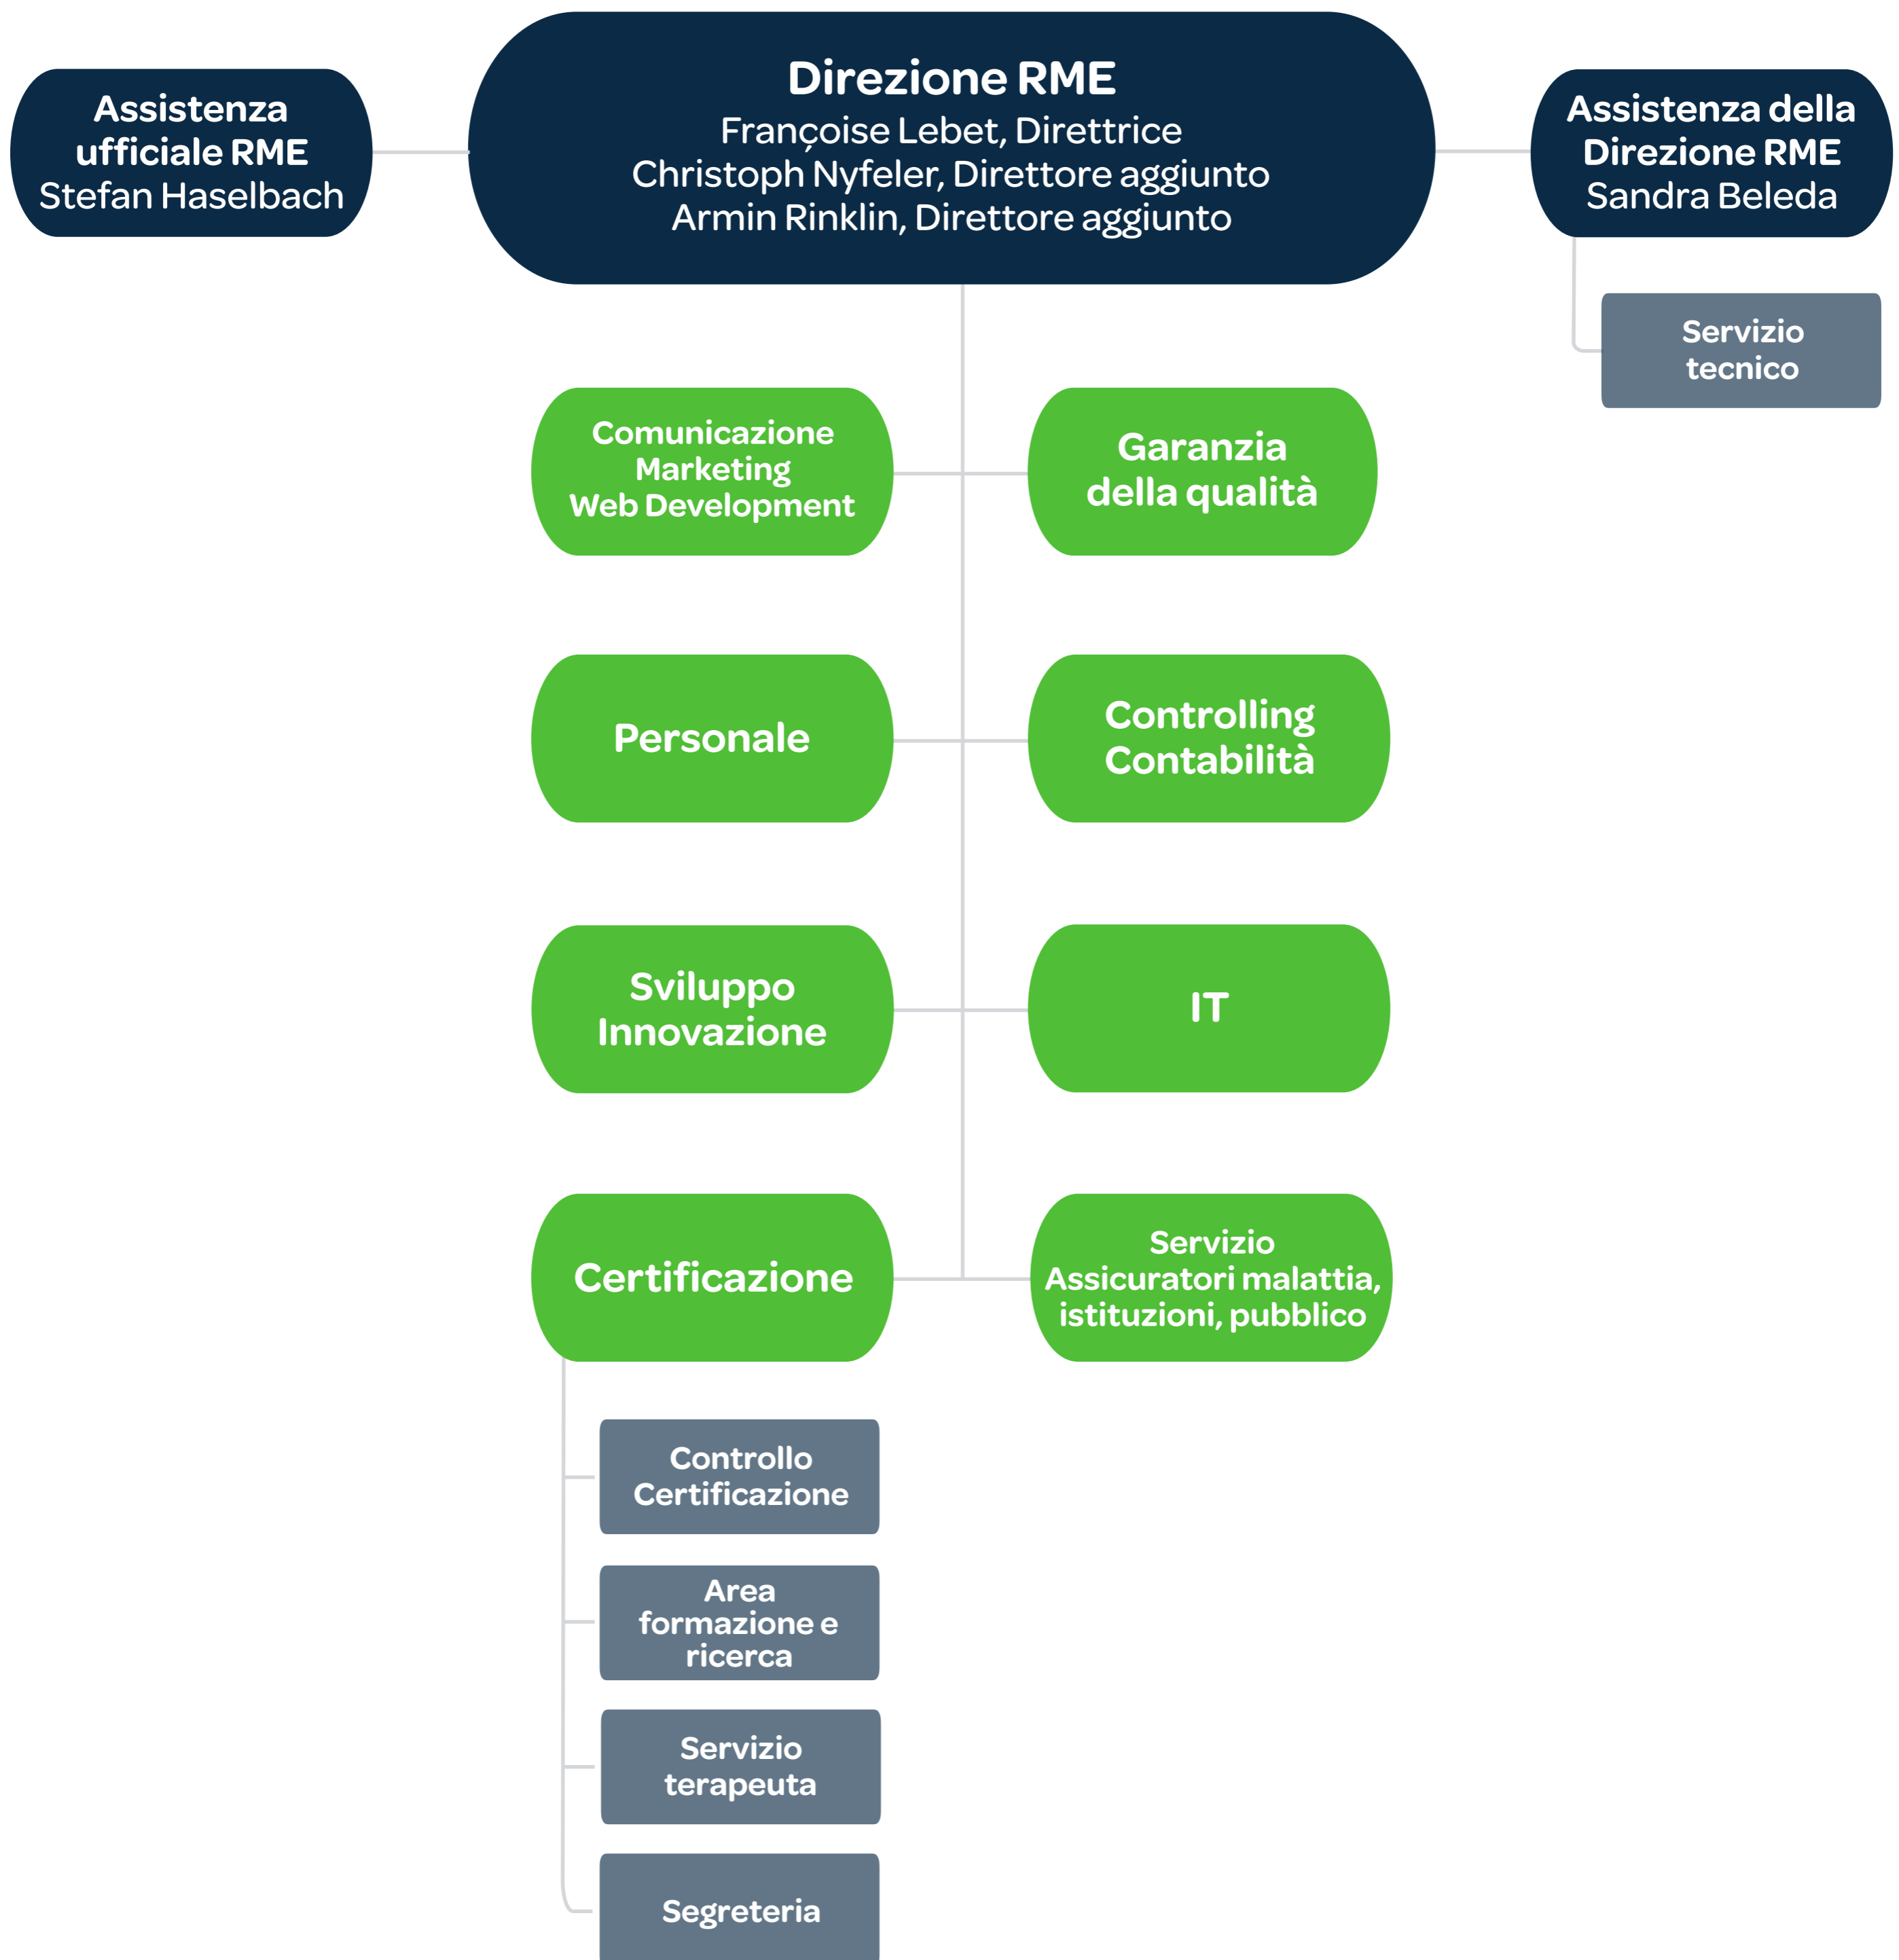 Assistenza
ufficiale RME
Stefan Haselbach
Direzione RME
Françoise Lebet, Direttrice
Christoph Nyfeler, Direttore aggiunto
Armin Rinklin, Direttore aggiunto
Assistenza della
Direzione RME
Sandra Beleda
Servizio
tecnico
Comunicazione
Marketing
Web Development
Garanzia
della qualità
Personale
Controlling
Contabilità
Sviluppo
Innovazione
IT
Certificazione
Servizio
Assicuratori malattia,
istituzioni, pubblico
Controllo
Certificazione
Area
formazione e
ricerca
Servizio
terapeuta
Segreteria